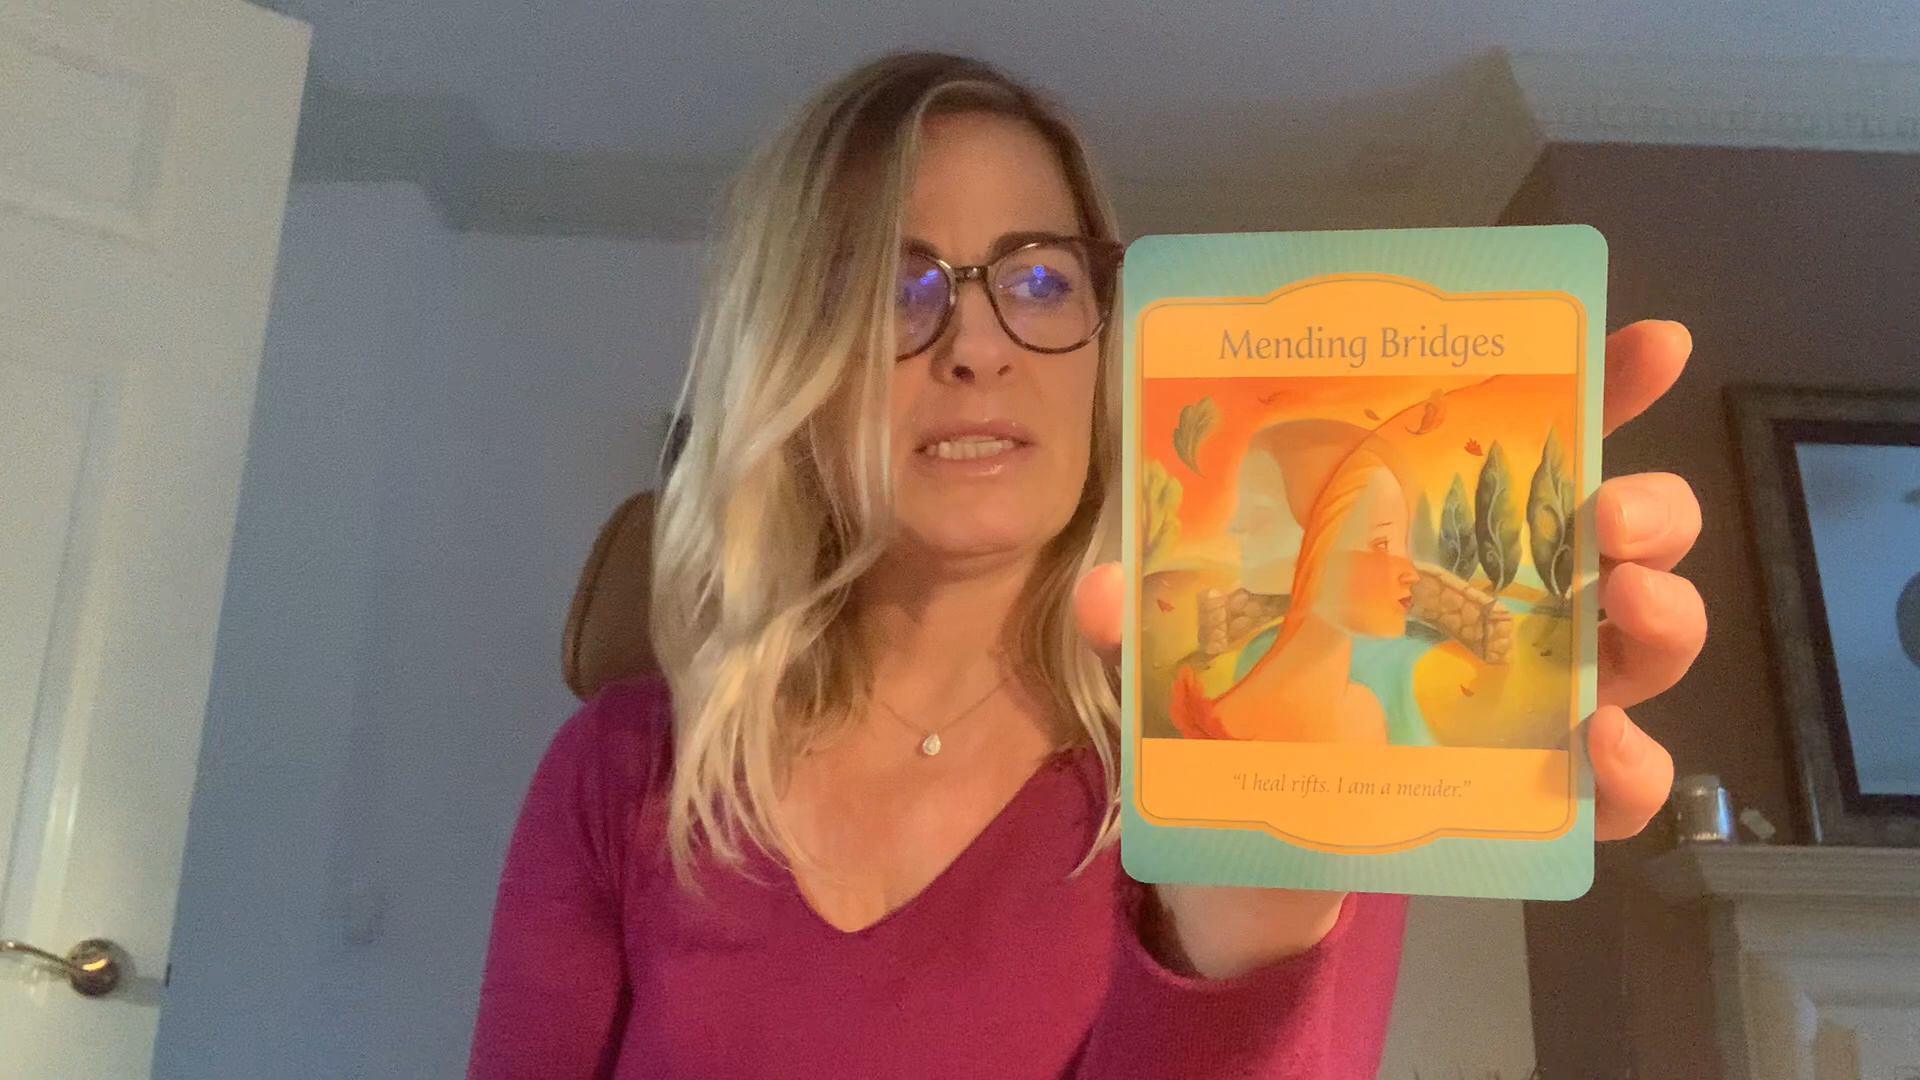 Mending Bridges
“I heal rifts. I am a mender.”